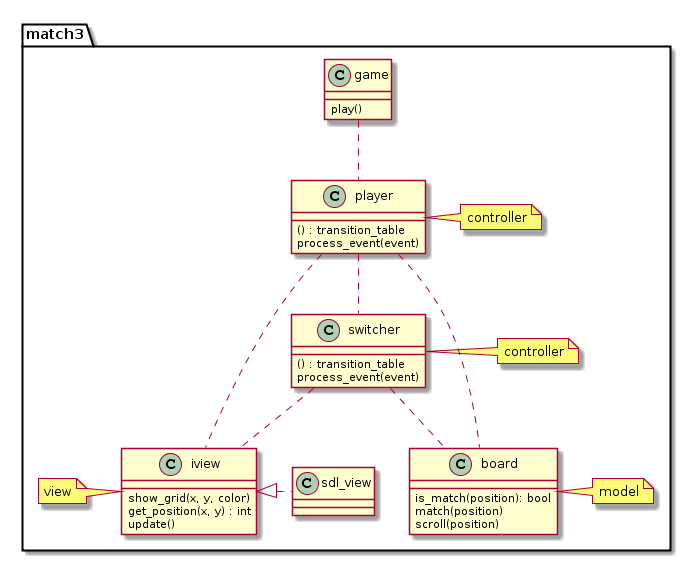 match3
C game
play()
C player
() : transition_table
process_event(event)
controller
C switcher
() : transition_table
process_event(event)
controller
C iview
show_grid(x, y, color)
get_position(x, y) : int
update()
view
C sdl_view
C board
is_match(position): bool
match(position)
scroll(position)
model